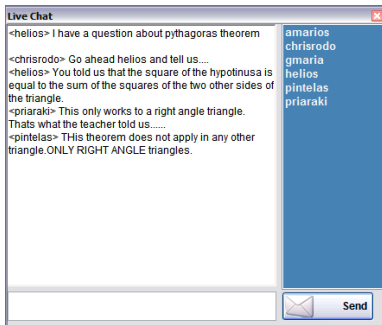 Live Chat
<helios> I have a question about pythagoras theorem
<chrisrodo> Go ahead helios and tell us....
<helios> You told us that the square of the hypotinusa is
equal to the sum of the squares of the two other sides of
the triangle.
<priaraki> This only works to a right angle triangle.
Thats what the teacher told us......
<pintelas> THis theorem does not apply in any other
triangle.ONLY RIGHT ANGLE triangles.
amarios
chrisrodo
gmaria
helios
pintelas
priaraki
Send